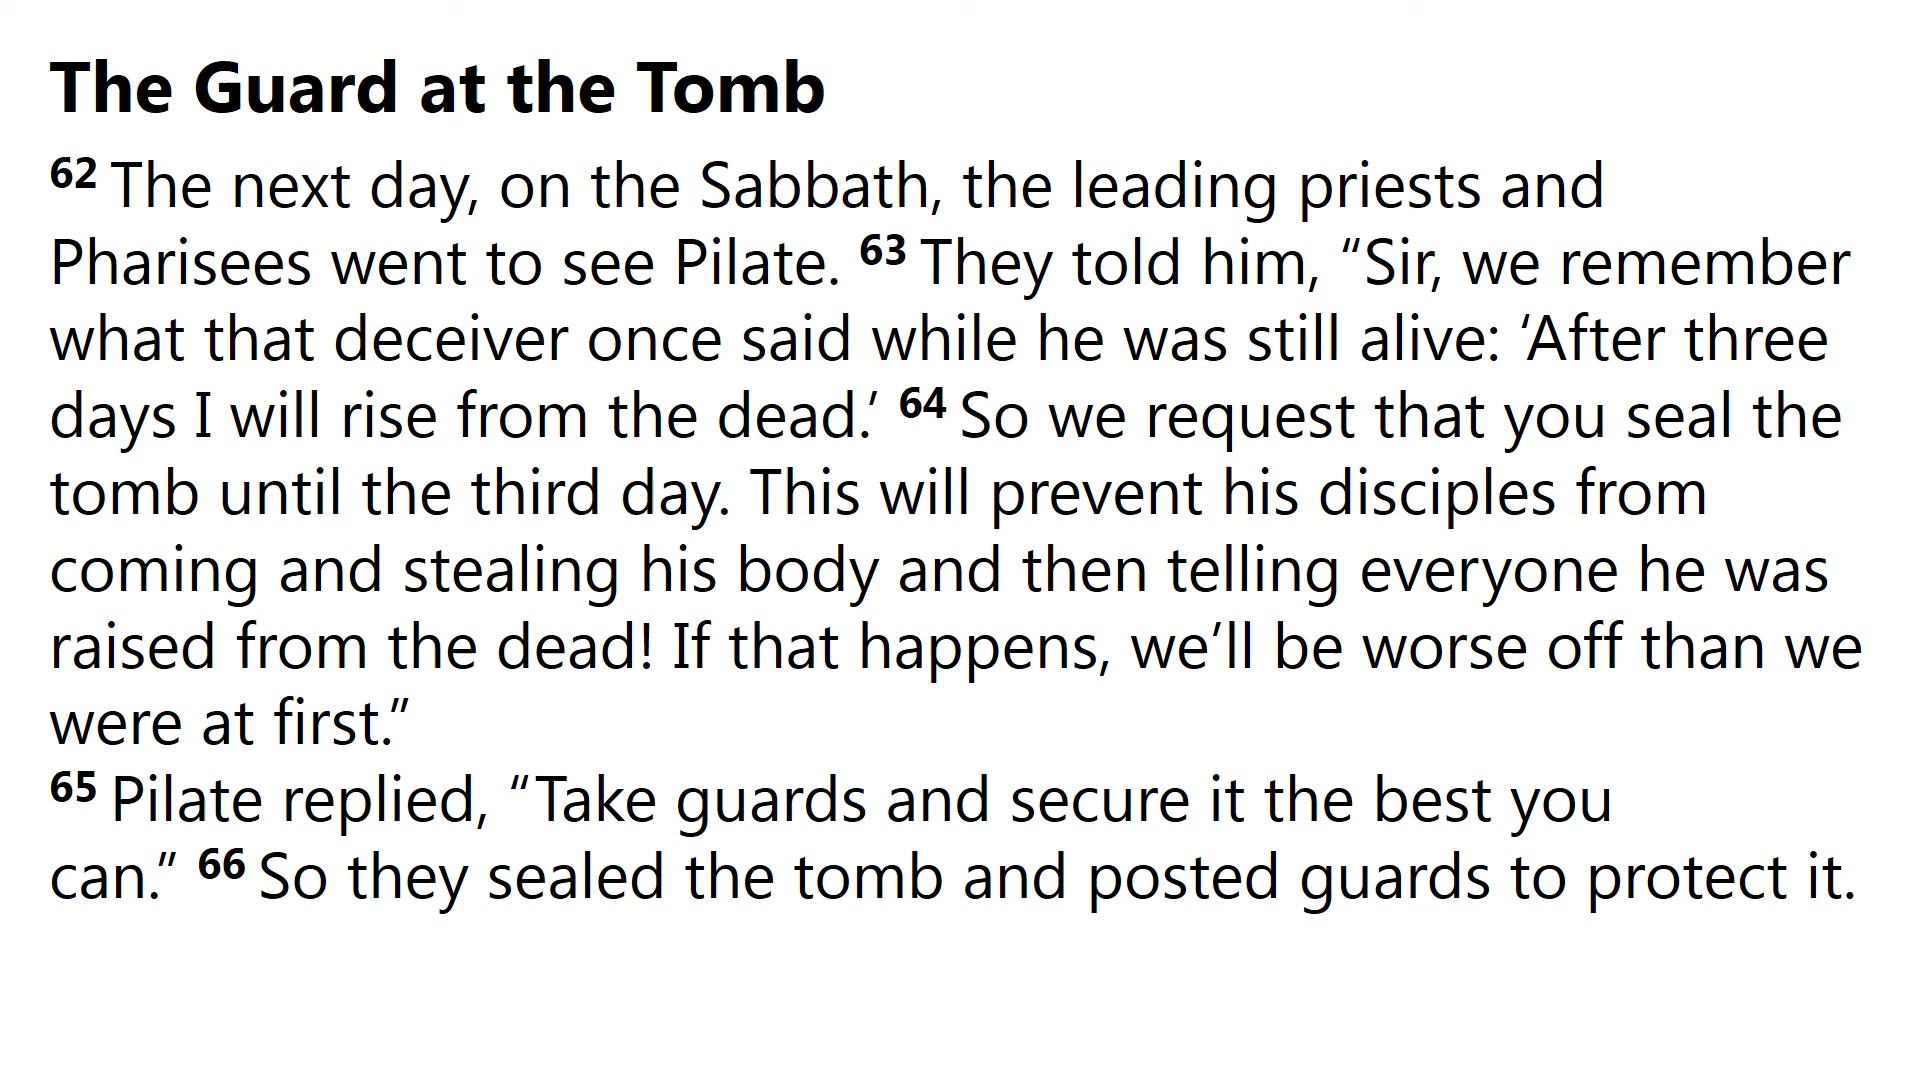 The Guard at the Tomb
62 The next day, on the Sabbath, the leading priests and
Pharisees went to see Pilate. 63 They told him, “Sir, we remember
what that deceiver once said while he was still alive: ‘After three
days I will rise from the dead.’ 64 So we request that you seal the
tomb until the third day. This will prevent his disciples from
coming and stealing his body and then telling everyone he was
raised from the dead! If that happens, we’ll be worse off than we
were at first.”
65 Pilate replied, “Take guards and secure it the best you
can.” 66 So they sealed the tomb and posted guards to protect it.